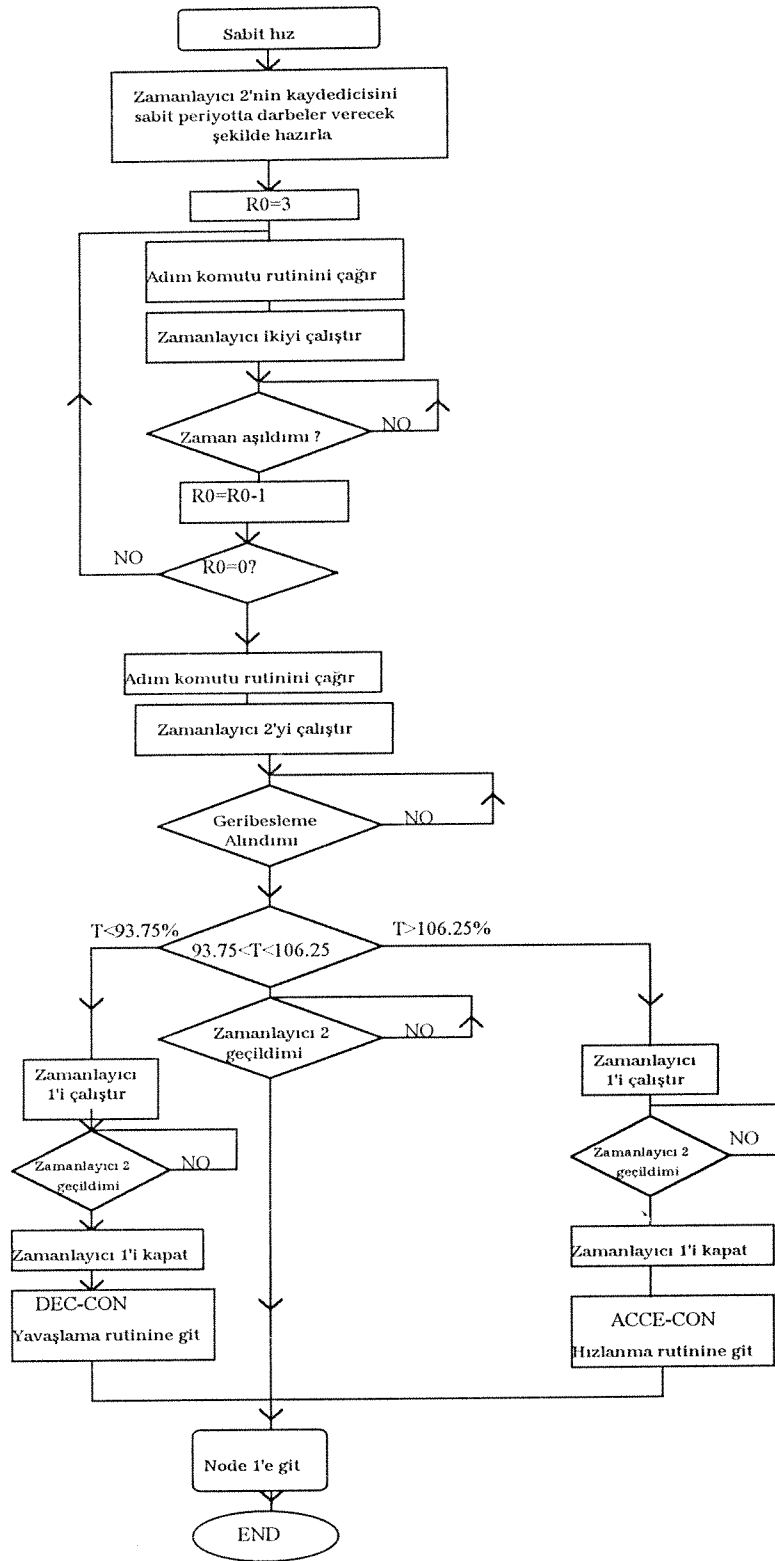 Sabit hız
Zamanlayıcı 2'nin kaydedicisini
sabit periyotta darbeler verecek
şekilde hazırla
R0=3
Adım komutu rutinini çağır
Zamanlayıcı ikiyi çalıştır
Zaman aşıldımı ?
NO
R0=R0-1
NO
R0=0?
Adım komutu rutinini çağır
Zamanlayıcı 2'yi çalıştır
Geribesleme
Alındımı
NO
T<93.75%
93.75<T<106.25
T>106.25%
Zamanlayıcı 2
geçildimi
NO
Zamanlayıcı
1'i çalıştır
Zamanlayıcı
1'i çalıştır
Zamanlayıcı 2
geçildimi
NO
Zamanlayıcı 2
geçildimi
NO
Zamanlayıcı 1'i kapat
Zamanlayıcı 1'i kapat
DEC-CON
Yavaşlama rutinine git
ACCE-CON
Hızlanma rutinine git
Node 1'e git
END